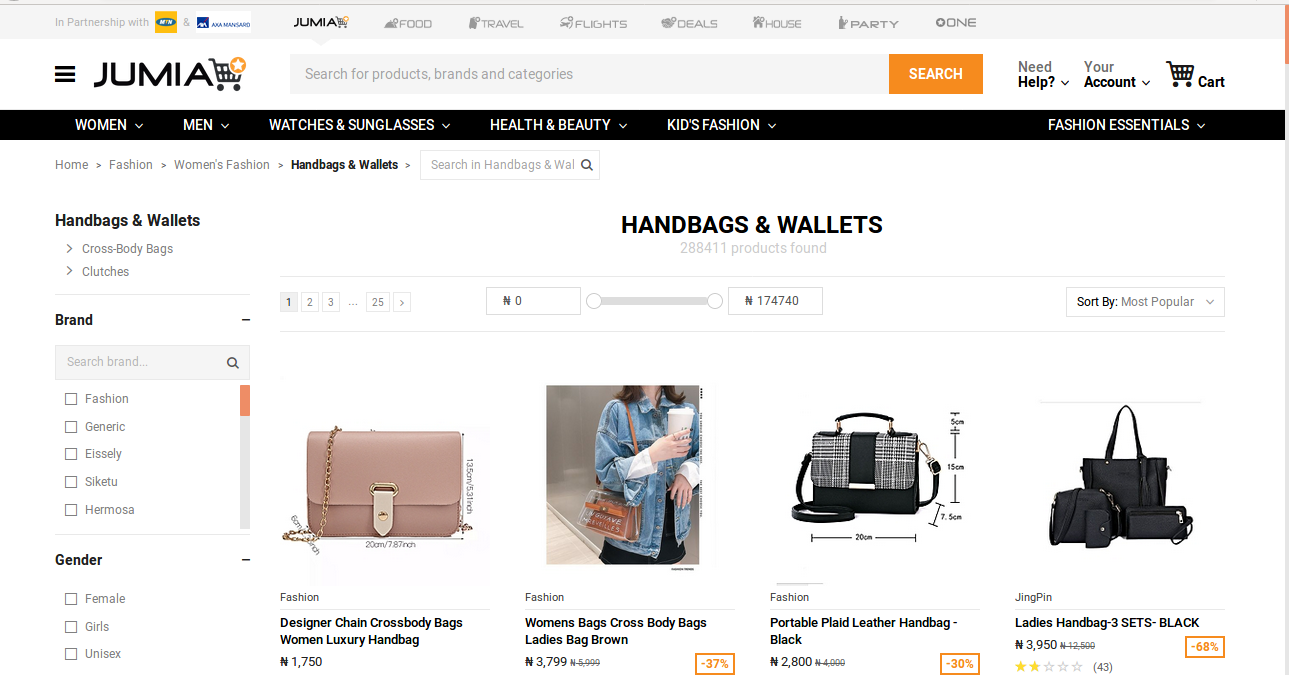 In Partnership with MTN & AXA MANSARD JUMIA FOOD TRAVEL FLIGHTS DEALS HOUSE PARTY ONE
JUMIA Search for products, brands and categories SEARCH
Need Help? Your Account Cart
WOMEN MEN WATCHES & SUNGLASSES HEALTH & BEAUTY KID'S FASHION FASHION ESSENTIALS
Home > Fashion > Women's Fashion > Handbags & Wallets > Search in Handbags & Wal
Handbags & Wallets
Cross-Body Bags
Clutches
Brand −
Search brand...
Fashion
Generic
Eissely
Siketu
Hermosa
Gender −
Female
Girls
Unisex
HANDBAGS & WALLETS
288411 products found
1 2 3 ... 25 >
₦ 0 ₦ 174740
Sort By: Most Popular
13.5cm/5.31inch
20cm/7.87inch
5cm
15cm
7.5cm
20cm
Fashion
Designer Chain Crossbody Bags
Women Luxury Handbag
₦ 1,750
Fashion
Womens Bags Cross Body Bags
Ladies Bag Brown
₦ 3,799 ₦ 5,999 -37%
Fashion
Portable Plaid Leather Handbag -
Black
₦ 2,800 ₦ 4,000 -30%
JingPin
Ladies Handbag-3 SETS- BLACK
₦ 3,950 ₦ 12,500 -68%
(43)